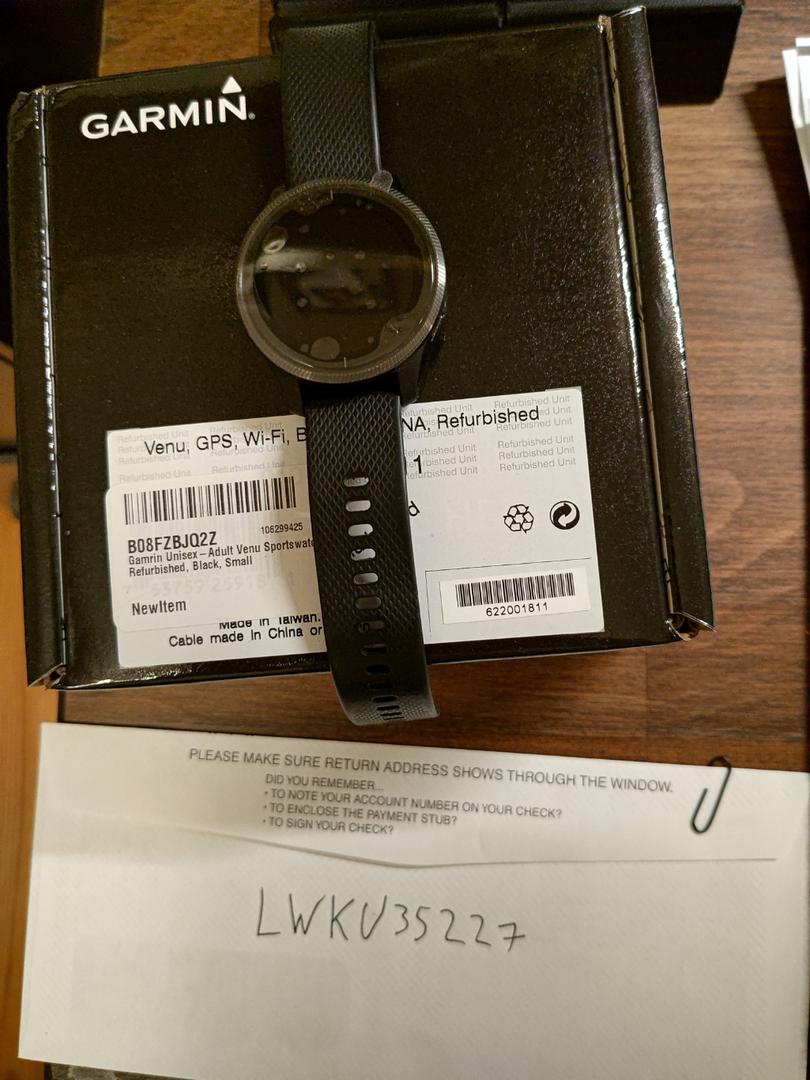 GARMIN
Refurbished Unit Refurbished Unit
Venu, GPS, Wi-Fi, B NA, Refurbished
Refurbished Unit
Refurbished Unit
Refurbished Unit
1
d
106299425
B08FZBJQ2Z
Gamrin Unisex – Adult Venu Sportswat
Refurbished, Black, Small
NewItem
622001811
Made in Taiwan.
Cable made in China or
PLEASE MAKE SURE RETURN ADDRESS SHOWS THROUGH THE WINDOW.
DID YOU REMEMBER...
• TO NOTE YOUR ACCOUNT NUMBER ON YOUR CHECK?
• TO ENCLOSE THE PAYMENT STUB?
• TO SIGN YOUR CHECK?
LWKU35227